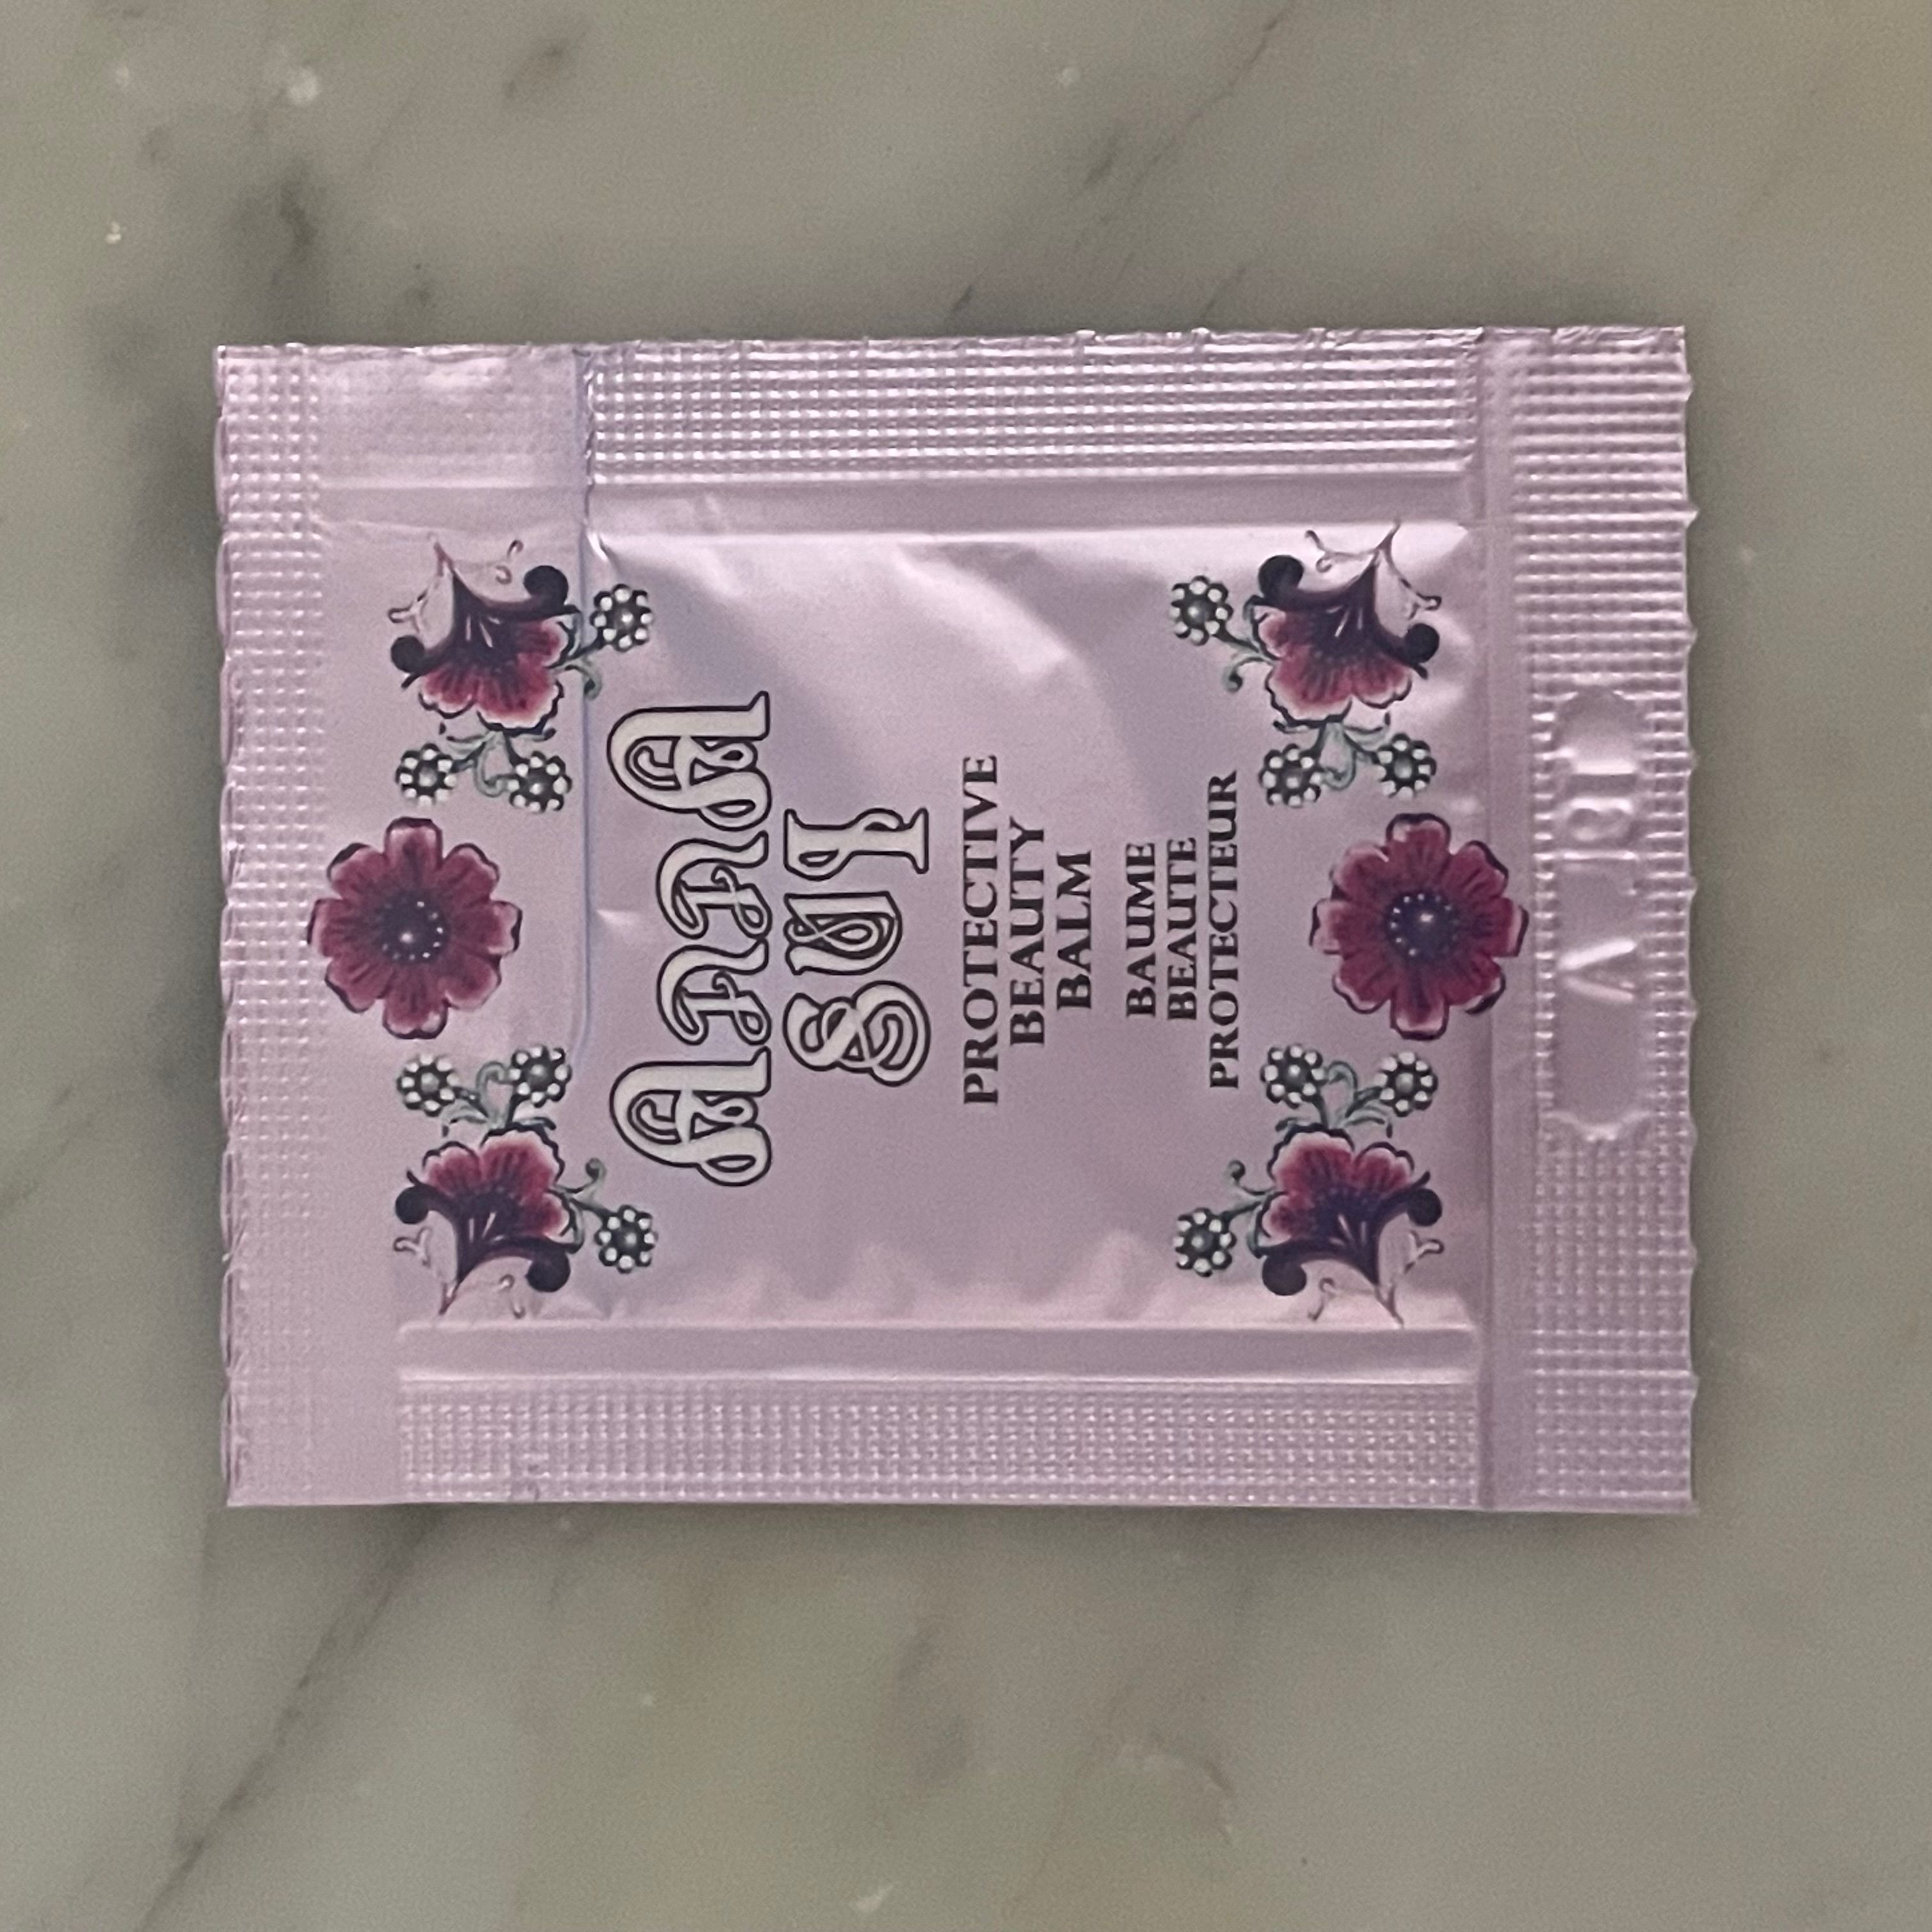 Anna
Sui
PROTECTIVE
BEAUTY
BALM
BAUME
BEAUTE
PROTECTEUR